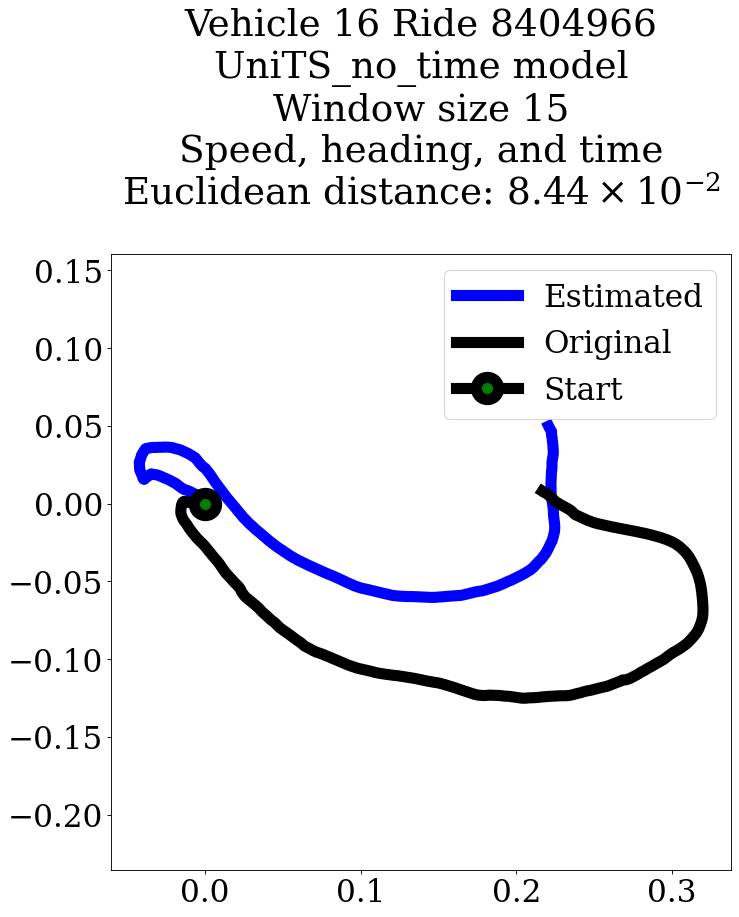 Vehicle 16 Ride 8404966
UniTS_no_time model
Window size 15
Speed, heading, and time
Euclidean distance: 8.44 × 10⁻²
Estimated
Original
Start
0.15
0.10
0.05
0.00
−0.05
−0.10
−0.15
−0.20
0.0 0.1 0.2 0.3